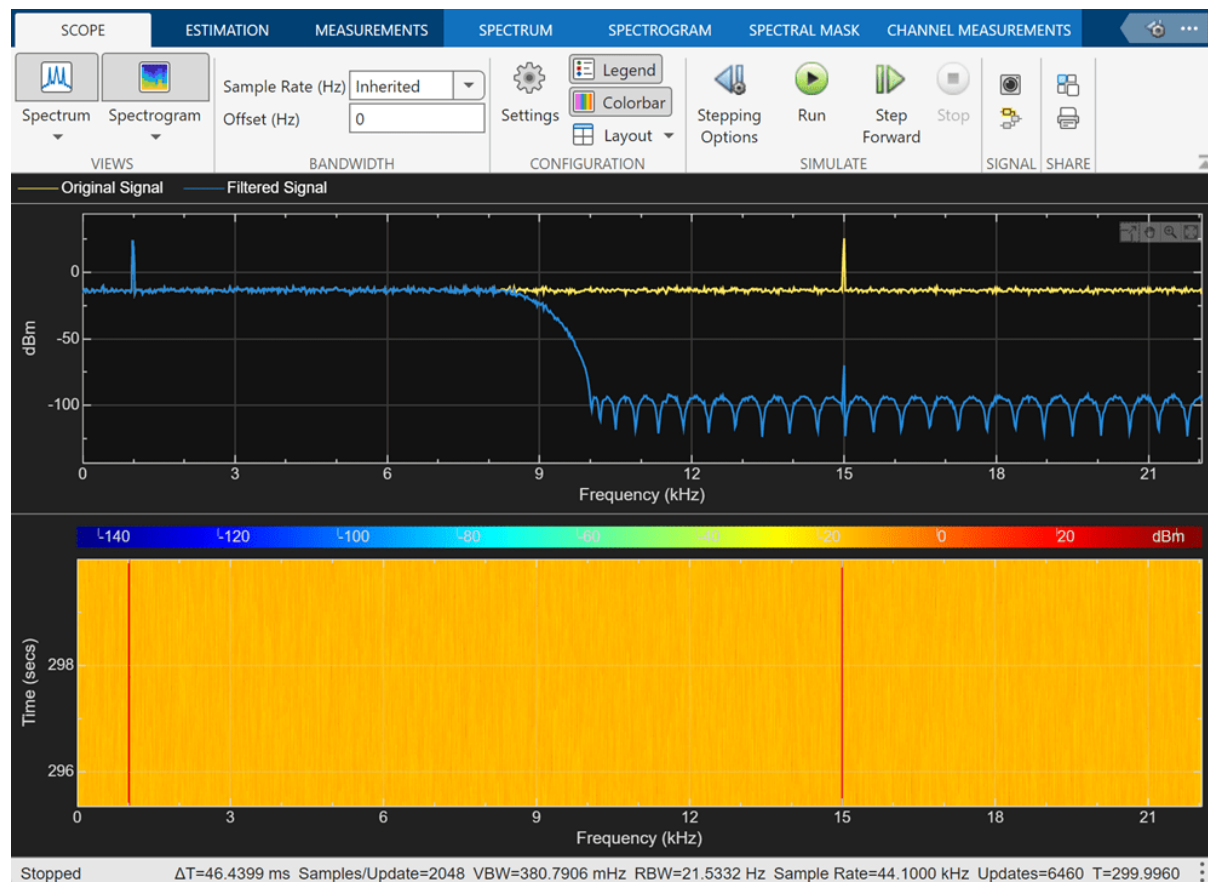 SCOPE ESTIMATION MEASUREMENTS SPECTRUM SPECTROGRAM SPECTRAL MASK CHANNEL MEASUREMENTS
Spectrum Spectrogram
VIEWS
Sample Rate (Hz) Inherited
Offset (Hz) 0
BANDWIDTH
Settings
Legend
Colorbar
Layout
CONFIGURATION
Stepping Options
Run
Step Forward
Stop
SIMULATE
SIGNAL
SHARE
Original Signal Filtered Signal
0
-50
-100
dBm
0 3 6 9 12 15 18 21
Frequency (kHz)
-140 -120 -100 -80 -60 -40 -20 0 20 dBm
298
296
Time (secs)
0 3 6 9 12 15 18 21
Frequency (kHz)
Stopped ΔT=46.4399 ms Samples/Update=2048 VBW=380.7906 mHz RBW=21.5332 Hz Sample Rate=44.1000 kHz Updates=6460 T=299.9960